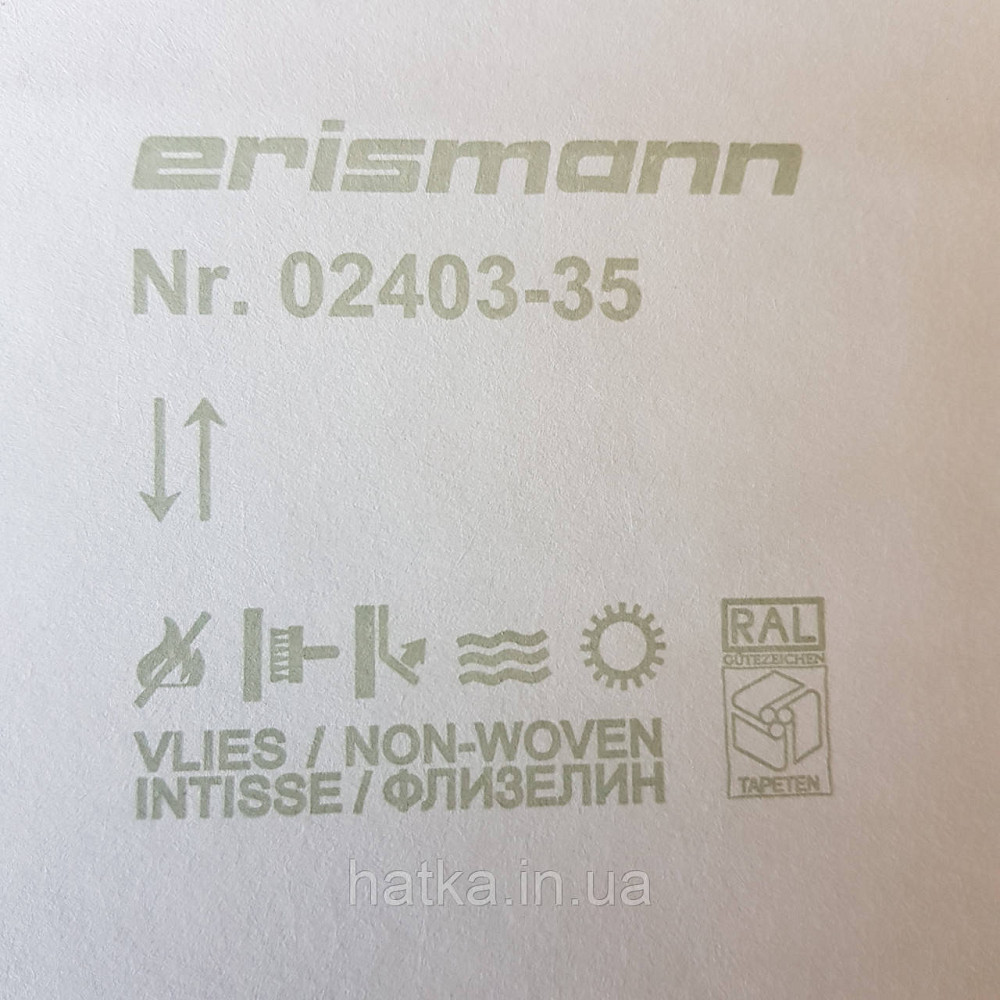 erismann
Nr. 02403-35
RAL
GÜTEZEICHEN
TAPETEN
VLIES / NON-WOVEN
INTISSE / ФЛИЗЕЛИН
hatka.in.ua